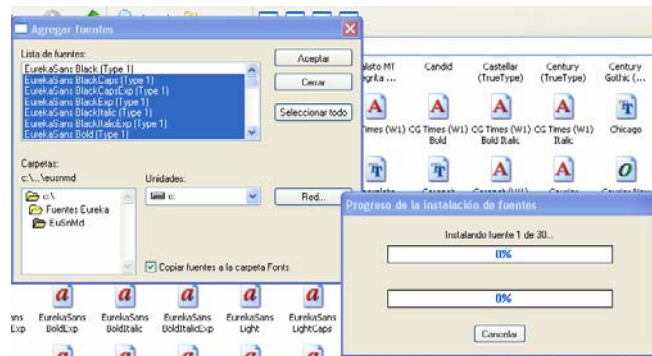 Agregar fuentes
Lista de fuentes:
EurekaSans Black (Type 1)
EurekaSans BlackCaps (Type 1)
EurekaSans BlackCapsExp (Type 1)
EurekaSans BlackExp (Type 1)
EurekaSans BlackItalic (Type 1)
EurekaSans BlackItalicExp (Type 1)
EurekaSans Bold (Type 1)
Aceptar
Cerrar
Seleccionar todo
Carpetas:
c:\...\eusnmd
c:\
Fuentes Eureka
EuSnMd
Unidades:
c:
Red...
Copiar fuentes a la carpeta Fonts
Candid
Castellar (TrueType)
Century (TrueType)
Century Gothic (...
CG Times (W1) Bold
CG Times (W1) Bold Italic
CG Times (W1) Italic
Chicago
Progreso de la instalación de fuentes
Instalando fuente 1 de 30...
0%
0%
Cancelar
EurekaSans BoldExp
EurekaSans BoldItalic
EurekaSans BoldItalicExp
EurekaSans Light
EurekaSans LightCaps